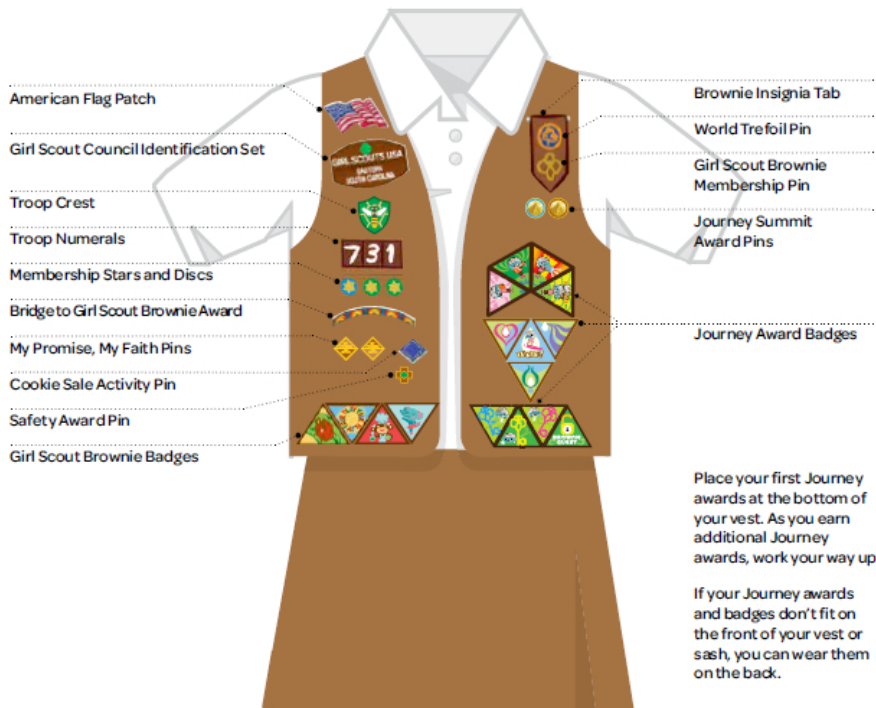 American Flag Patch
Girl Scout Council Identification Set
Troop Crest
Troop Numerals
Membership Stars and Discs
Bridge to Girl Scout Brownie Award
My Promise, My Faith Pins
Cookie Sale Activity Pin
Safety Award Pin
Girl Scout Brownie Badges
GIRL SCOUTS USA
EASTERN
SOUTH CAROLINA
731
Brownie Insignia Tab
World Trefoil Pin
Girl Scout Brownie
Membership Pin
Journey Summit
Award Pins
Journey Award Badges
BROWNIE
QUEST
Place your first Journey
awards at the bottom of
your vest. As you earn
additional Journey
awards, work your way up
If your Journey awards
and badges don't fit on
the front of your vest or
sash, you can wear them
on the back.